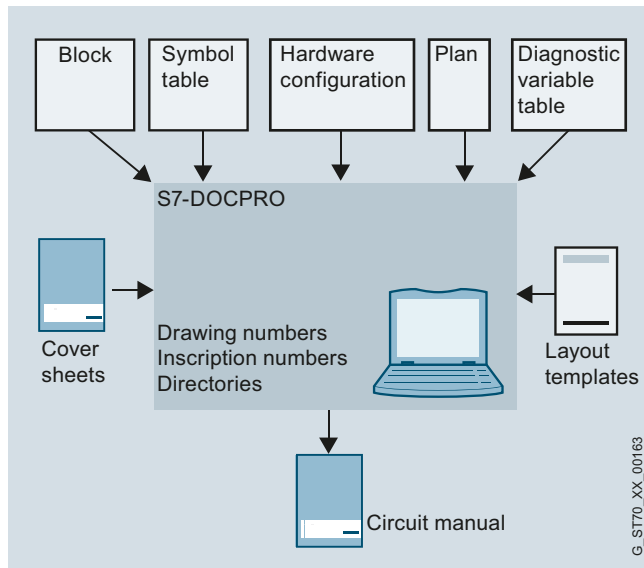 Block
Symbol
table
Hardware
configuration
Plan
Diagnostic
variable
table
S7-DOCPRO
Cover
sheets
Drawing numbers
Inscription numbers
Directories
Layout
templates
Circuit manual
G_ST70_XX_00163